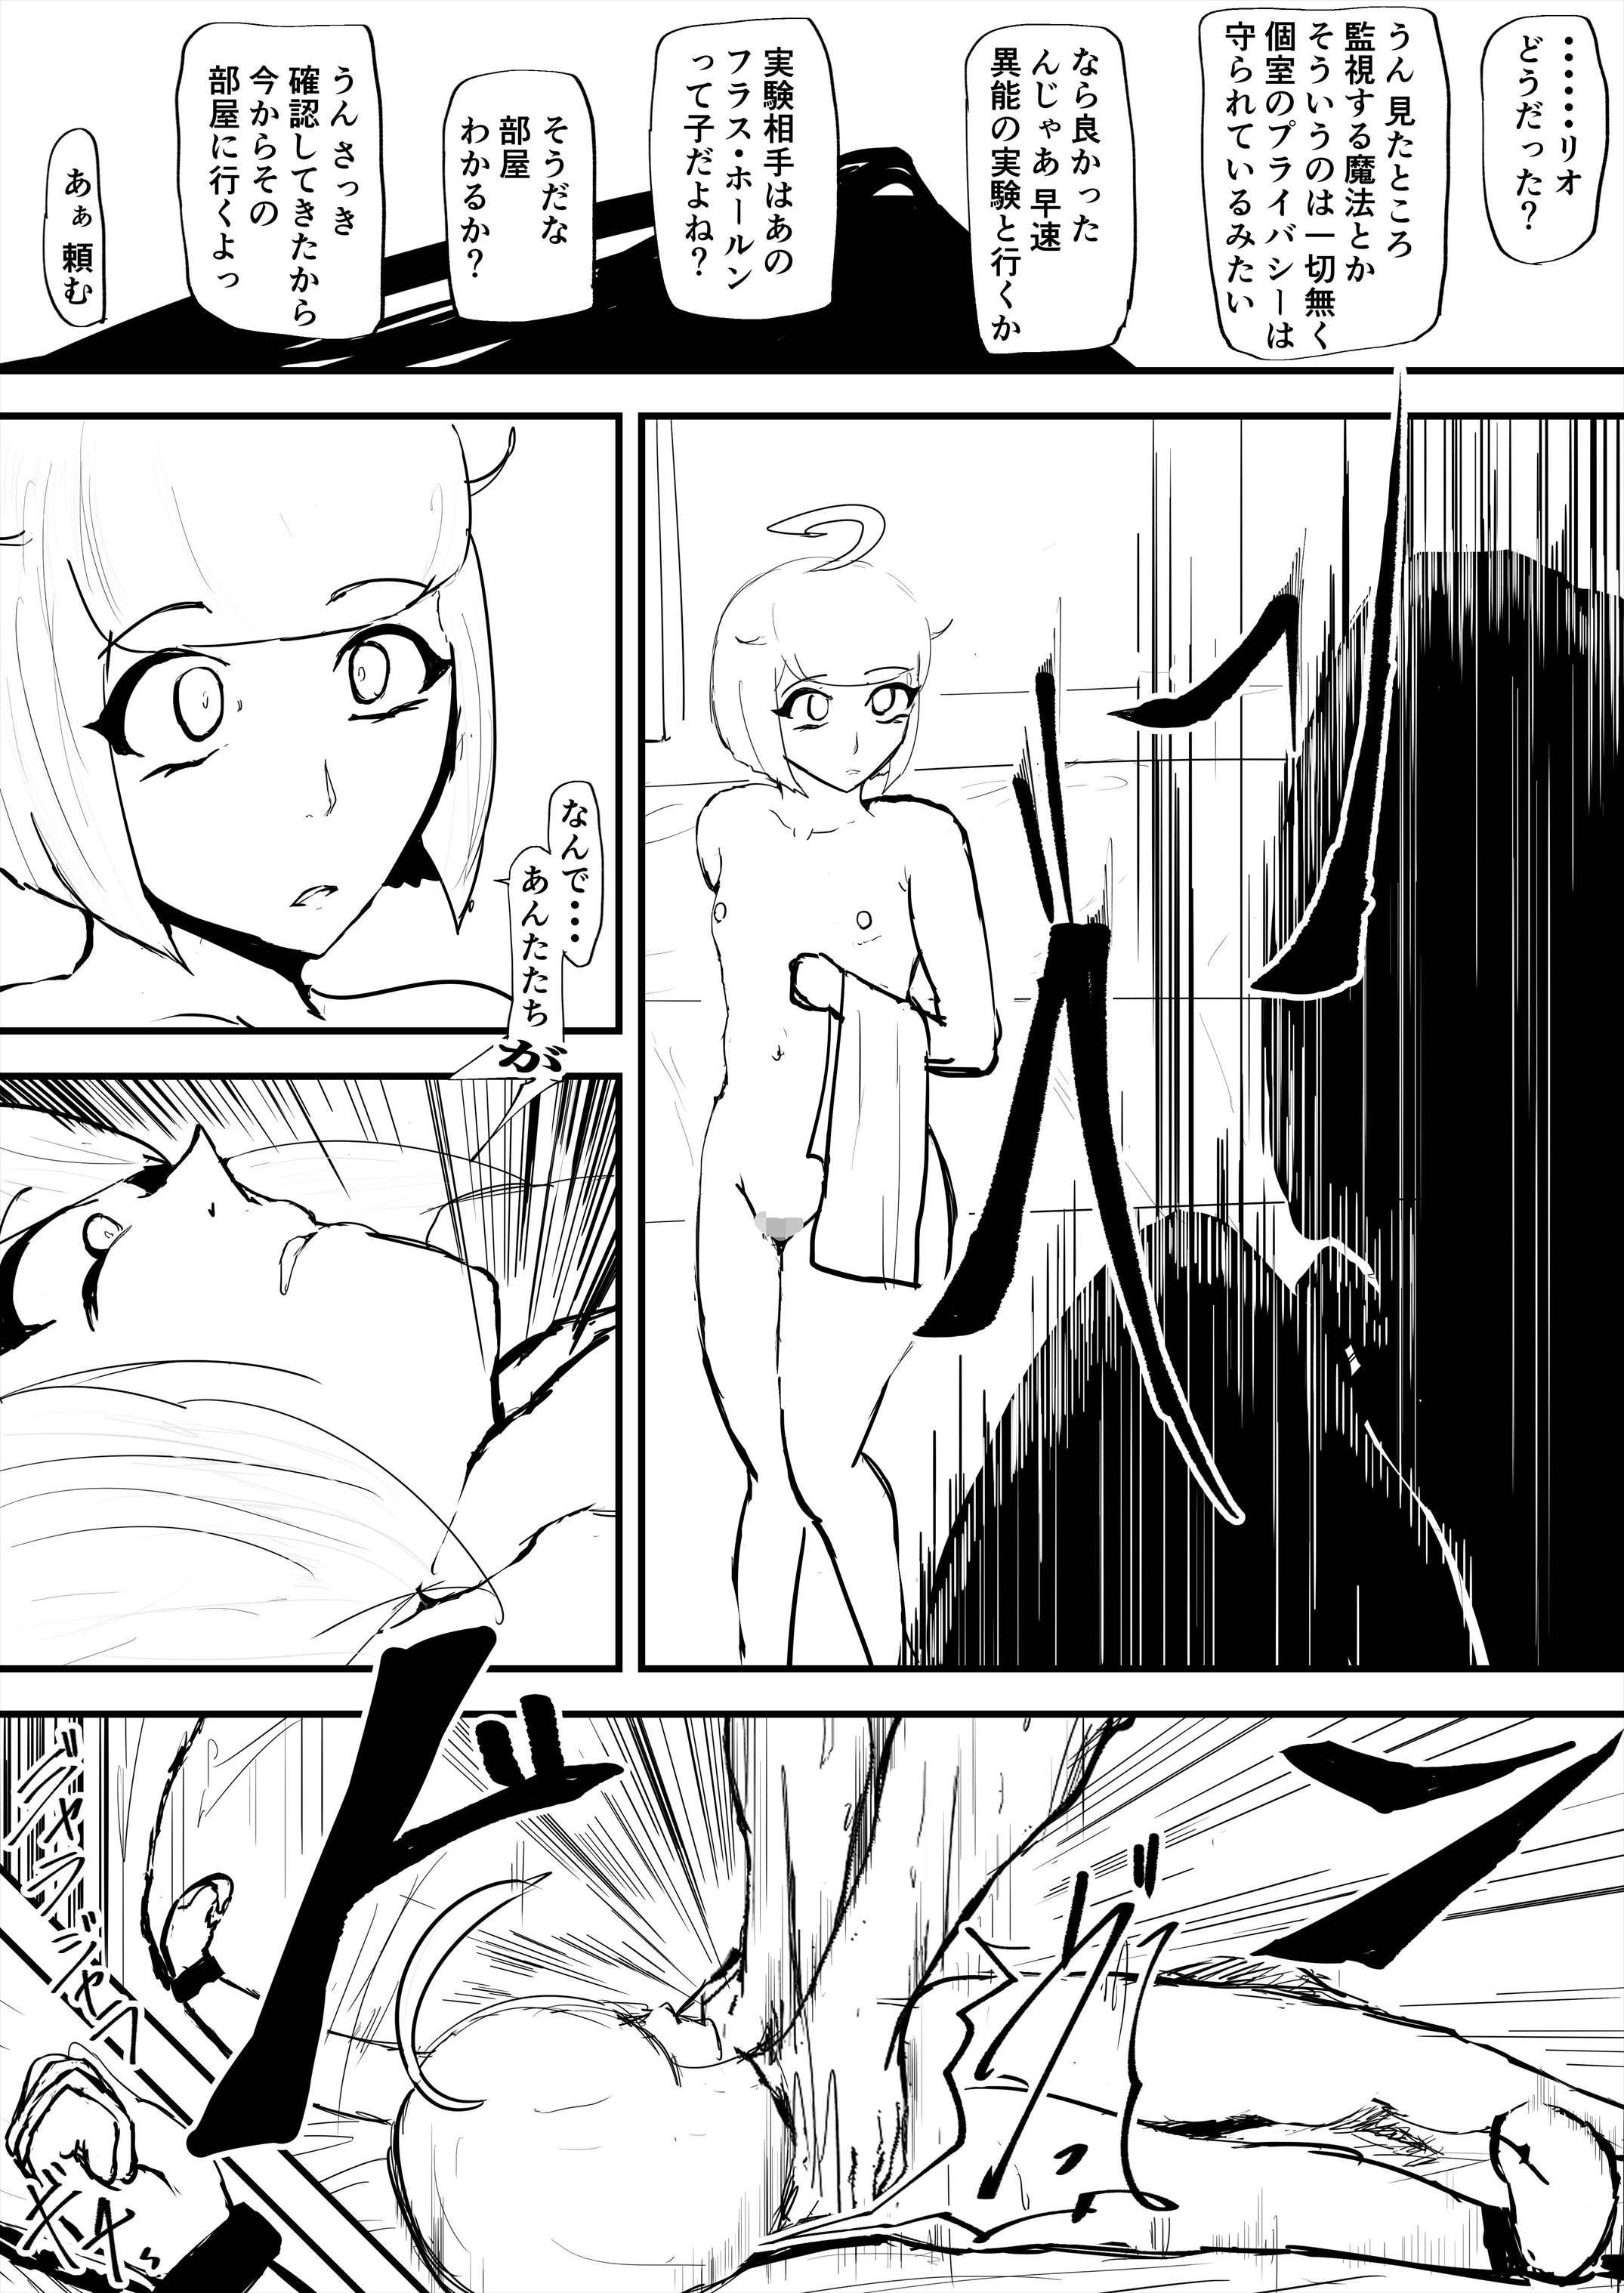 ・・・・・・リオ
どうだった？
うん 見たところ
監視する魔法とか
そういうのは一切無く
個室のプライバシーは
守られているみたい
なら良かった
んじゃあ 早速
異能の実験と行くか
実験相手はあの
フラス・ホールン
って子だよね？
そうだな
部屋
わかるか？
うん さっき
確認してきたから
今からその
部屋に行くよっ
あぁ 頼む
なんで・・・
あんたたちが
ジャラ
ジャラ